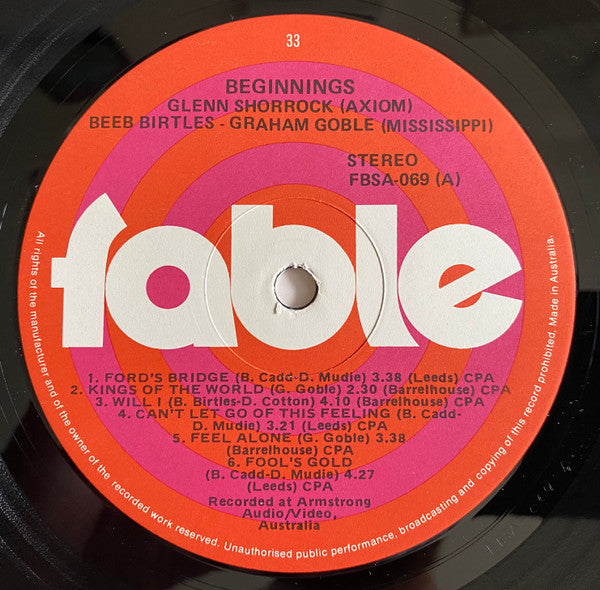 33
BEGINNINGS
GLENN SHORROCK (AXIOM)
BEEB BIRTLES - GRAHAM GOBLE (MISSISSIPPI)
STEREO
FBSA-069 (A)
fable
1. FORD'S BRIDGE (B. Cadd-D. Mudie) 3.38 (Leeds) CPA
2. KINGS OF THE WORLD (G. Goble) 2.30 (Barrelhouse) CPA
3. WILL I (B. Birtles-D. Cotton) 4.10 (Barrelhouse) CPA
4. CAN'T LET GO OF THIS FEELING (B. Cadd-
D. Mudie) 3.21 (Leeds) CPA
5. FEEL ALONE (G. Goble) 3.38
(Barrelhouse) CPA
6. FOOL'S GOLD
(B. Cadd-D. Mudie) 4.27
(Leeds) CPA
Recorded at Armstrong
Audio/Video,
Australia
All rights of the manufacturer and of the owner of the recorded work reserved. Unauthorised public performance, broadcasting and copying of this record prohibited. Made in Australia.